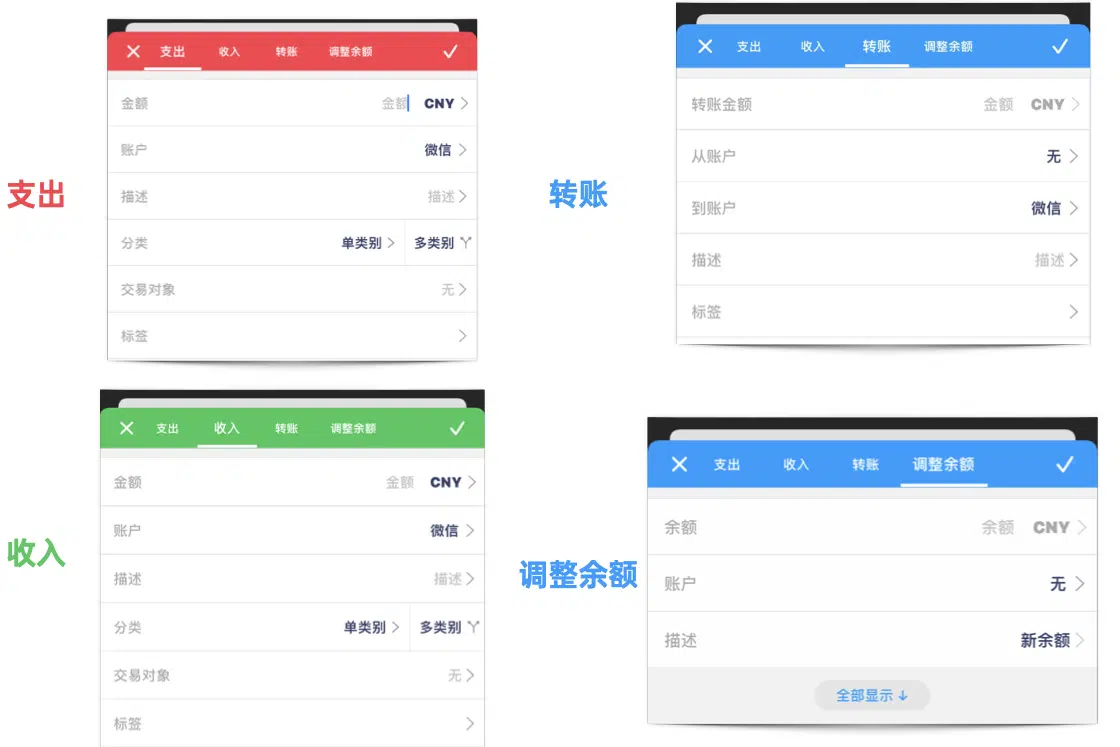 支出
支出 收入 转账 调整余额
金额 金额 CNY
账户 微信
描述 描述
分类 单类别 多类别
交易对象 无
标签
转账
支出 收入 转账 调整余额
转账金额 金额 CNY
从账户 无
到账户 微信
描述 描述
标签
收入
支出 收入 转账 调整余额
金额 金额 CNY
账户 微信
描述 描述
分类 单类别 多类别
交易对象 无
标签
调整余额
支出 收入 转账 调整余额
余额 余额 CNY
账户 无
描述 新余额
全部显示